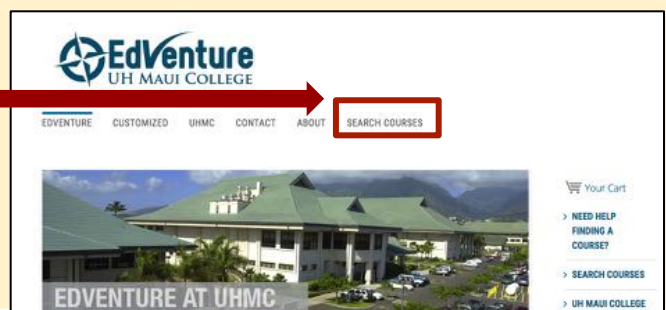 EdVenture
UH MAUI COLLEGE
EDVENTURE CUSTOMIZED UHMC CONTACT ABOUT SEARCH COURSES
Your Cart
> NEED HELP
FINDING A
COURSE?
> SEARCH COURSES
> UH MAUI COLLEGE
EDVENTURE AT UHMC